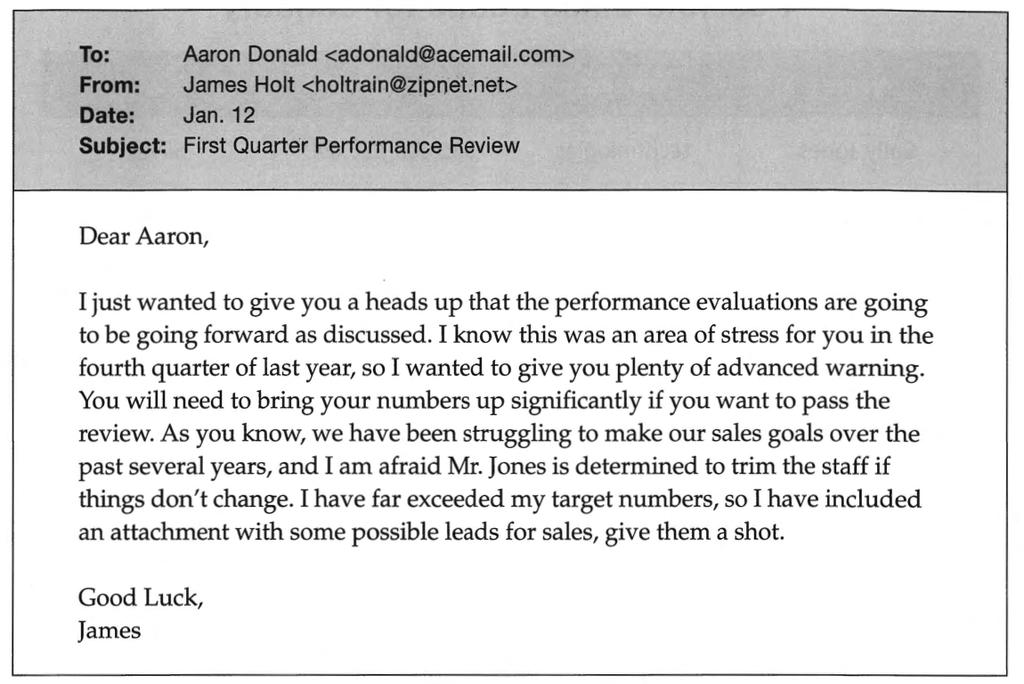 To: Aaron Donald <adonald@acemail.com>
From: James Holt <holtrain@zipnet.net>
Date: Jan. 12
Subject: First Quarter Performance Review
Dear Aaron,
I just wanted to give you a heads up that the performance evaluations are going
to be going forward as discussed. I know this was an area of stress for you in the
fourth quarter of last year, so I wanted to give you plenty of advanced warning.
You will need to bring your numbers up significantly if you want to pass the
review. As you know, we have been struggling to make our sales goals over the
past several years, and I am afraid Mr. Jones is determined to trim the staff if
things don't change. I have far exceeded my target numbers, so I have included
an attachment with some possible leads for sales, give them a shot.
Good Luck,
James